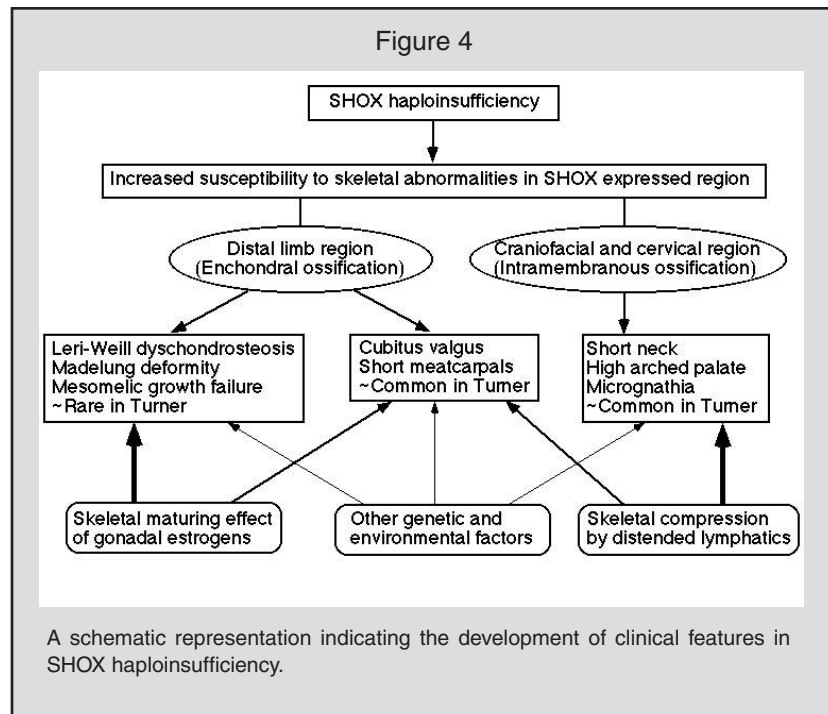 Figure 4
SHOX haploinsufficiency
Increased susceptibility to skeletal abnormalities in SHOX expressed region
Distal limb region
(Enchondral ossification)
Craniofacial and cervical region
(Intramembranous ossification)
Leri-Weill dyschondrosteosis
Madelung deformity
Mesomelic growth failure
~Rare in Turner
Cubitus valgus
Short meatcarpals
~Common in Turner
Short neck
High arched palate
Micrognathia
~Common in Turner
Skeletal maturing effect
of gonadal estrogens
Other genetic and
environmental factors
Skeletal compression
by distended lymphatics
A schematic representation indicating the development of clinical features in
SHOX haploinsufficiency.